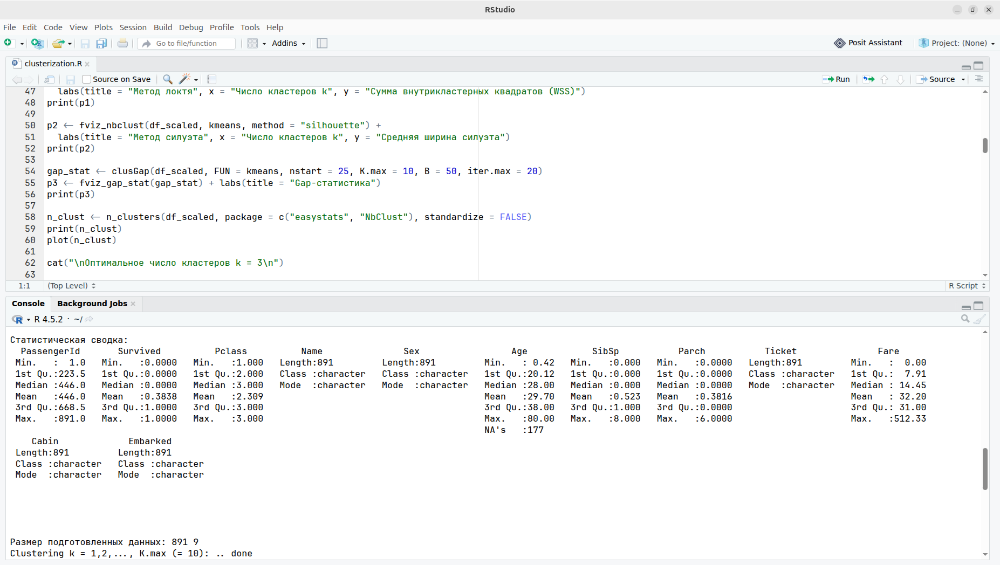 RStudio
File Edit Code View Plots Session Build Debug Profile Tools Help
Go to file/function Addins Posit Assistant Project: (None)
clusterization.R
Source on Save Run Source
47 labs(title = "Метод локтя", x = "Число кластеров k", y = "Сумма внутрикластерных квадратов (WSS)")
48 print(p1)
49
50 p2 <- fviz_nbclust(df_scaled, kmeans, method = "silhouette") +
51 labs(title = "Метод силуэта", x = "Число кластеров k", y = "Средняя ширина силуэта")
52 print(p2)
53
54 gap_stat <- clusGap(df_scaled, FUN = kmeans, nstart = 25, K.max = 10, B = 50, iter.max = 20)
55 p3 <- fviz_gap_stat(gap_stat) + labs(title = "Gap-статистика")
56 print(p3)
57
58 n_clust <- n_clusters(df_scaled, package = c("easystats", "NbClust"), standardize = FALSE)
59 print(n_clust)
60 plot(n_clust)
61
62 cat("\nОптимальное число кластеров k = 3\n")
63
1:1 (Top Level) R Script
Console Background Jobs
R 4.5.2 · ~/
Статистическая сводка:
PassengerId Survived Pclass Name Sex Age SibSp Parch Ticket Fare
Min. : 1.0 Min. :0.0000 Min. :1.000 Length:891 Length:891 Min. : 0.42 Min. :0.000 Min. :0.0000 Length:891 Min. : 0.00
1st Qu.:223.5 1st Qu.:0.0000 1st Qu.:2.000 Class :character Class :character 1st Qu.:20.12 1st Qu.:0.000 1st Qu.:0.0000 Class :character 1st Qu.: 7.91
Median :446.0 Median :0.0000 Median :3.000 Mode :character Mode :character Median :28.00 Median :0.000 Median :0.0000 Mode :character Median : 14.45
Mean :446.0 Mean :0.3838 Mean :2.309 Mean :29.70 Mean :0.523 Mean :0.3816 Mean : 32.20
3rd Qu.:668.5 3rd Qu.:1.0000 3rd Qu.:3.000 3rd Qu.:38.00 3rd Qu.:1.000 3rd Qu.:0.0000 3rd Qu.: 31.00
Max. :891.0 Max. :1.0000 Max. :3.000 Max. :80.00 Max. :8.000 Max. :6.0000 Max. :512.33
NA's :177
Cabin Embarked
Length:891 Length:891
Class :character Class :character
Mode :character Mode :character
Размер подготовленных данных: 891 9
Clustering k = 1,2,..., K.max (= 10): .. done